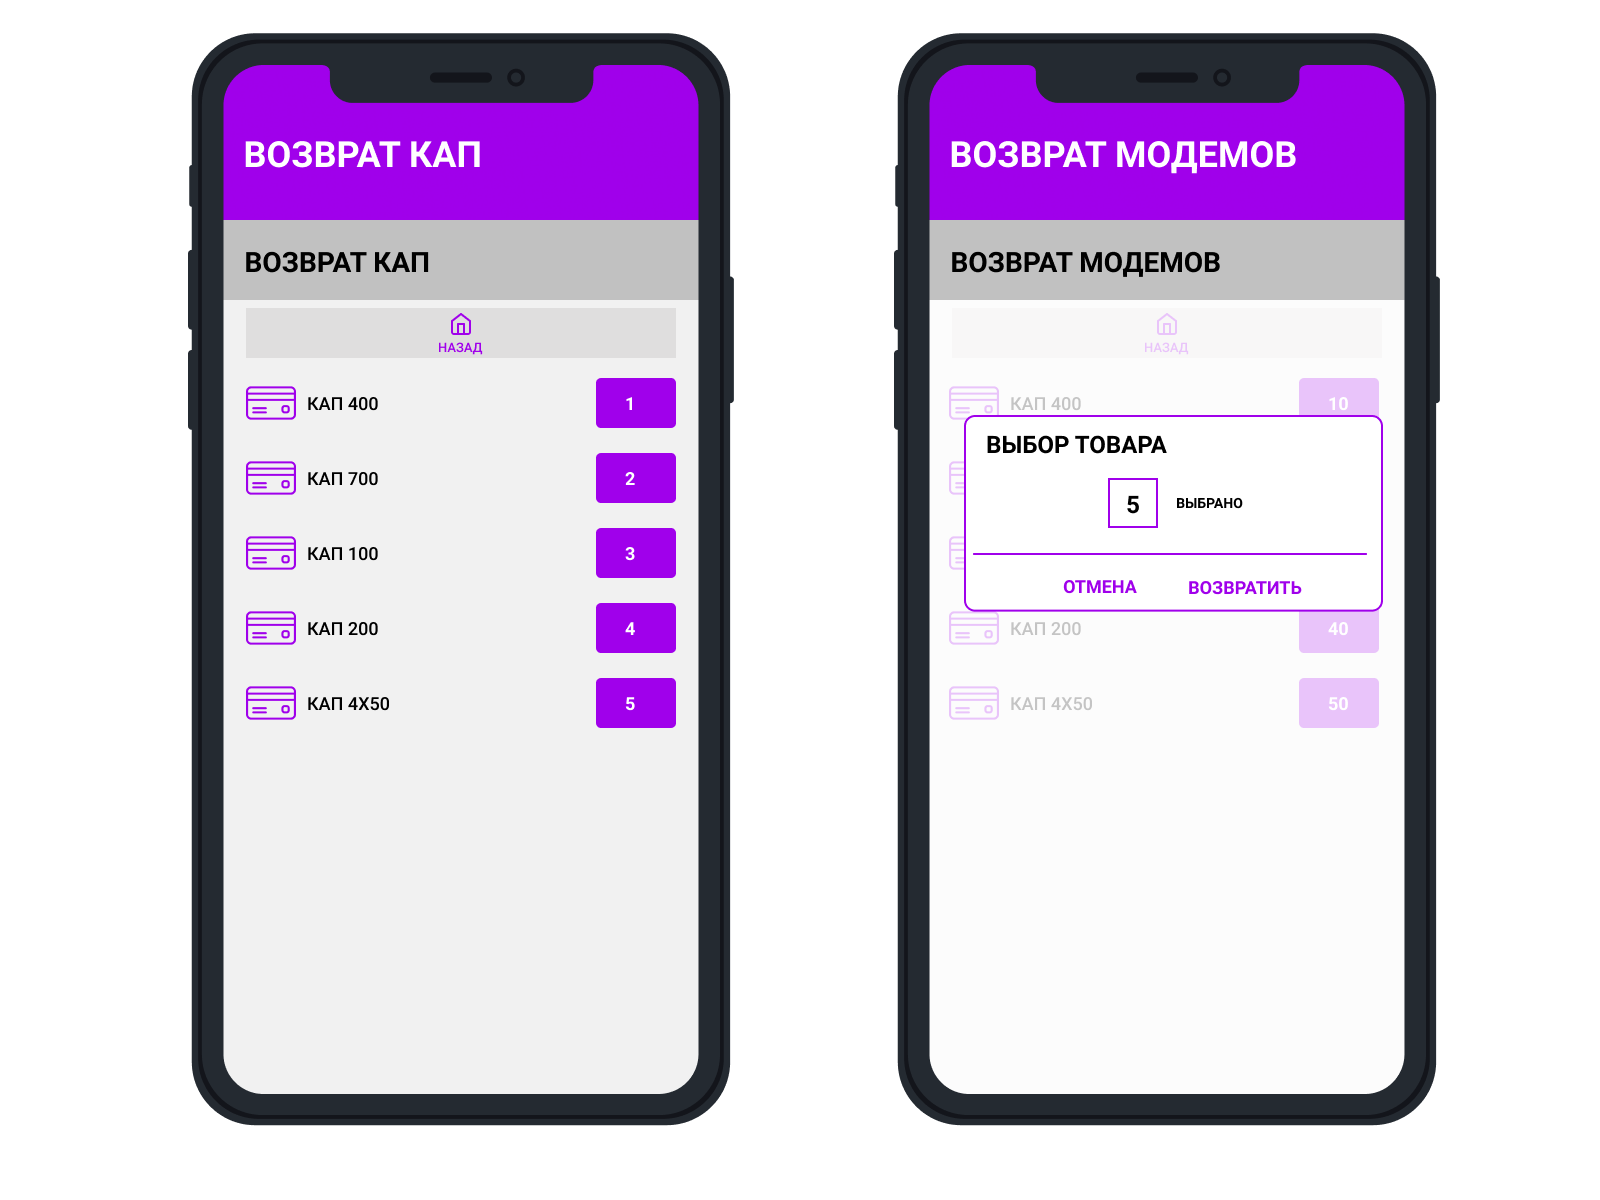 ВОЗВРАТ КАП
ВОЗВРАТ КАП
НАЗАД
КАП 400 1
КАП 700 2
КАП 100 3
КАП 200 4
КАП 4X50 5
ВОЗВРАТ МОДЕМОВ
ВОЗВРАТ МОДЕМОВ
НАЗАД
КАП 400 10
ВЫБОР ТОВАРА
5 ВЫБРАНО
ОТМЕНА ВОЗВРАТИТЬ
КАП 200 40
КАП 4X50 50